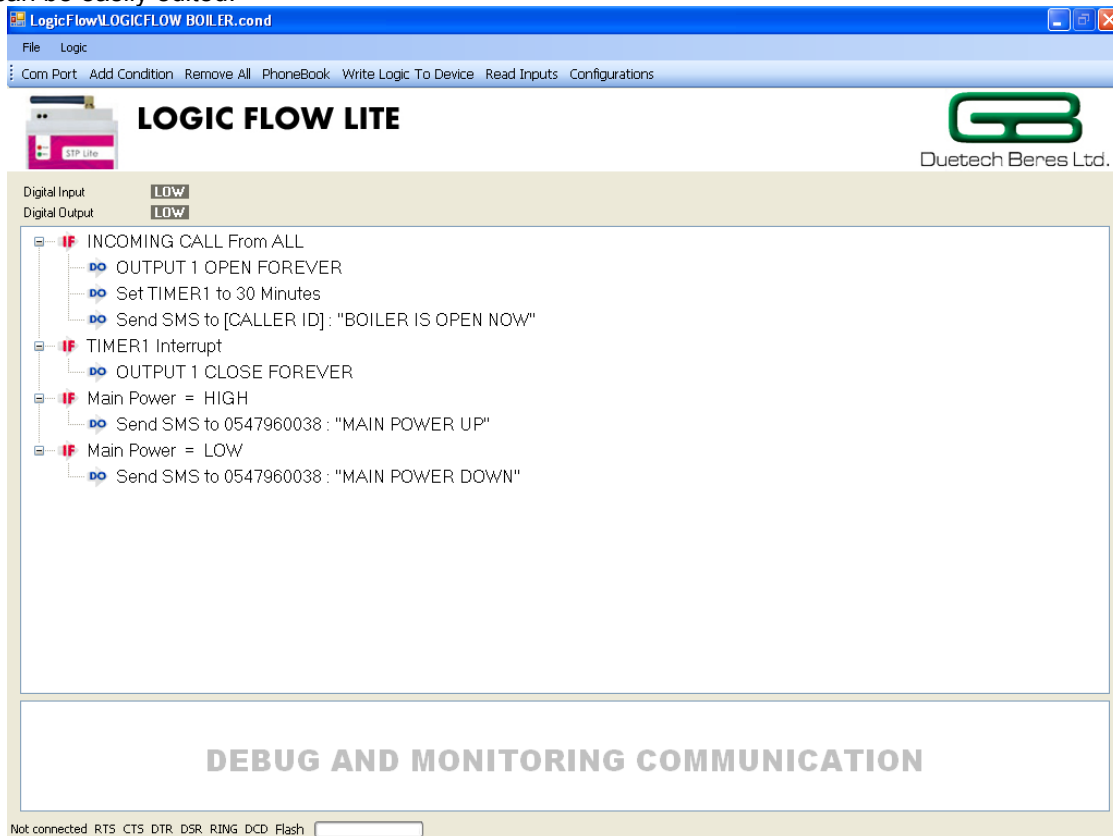 can be easily edited.
LogicFlow\LOGICFLOW BOILER.cond
File Logic
Com Port Add Condition Remove All PhoneBook Write Logic To Device Read Inputs Configurations
LOGIC FLOW LITE
STP Lite
Duetech Beres Ltd.
Digital Input LOW
Digital Output LOW
IF INCOMING CALL From ALL
DO OUTPUT 1 OPEN FOREVER
DO Set TIMER1 to 30 Minutes
DO Send SMS to [CALLER ID] : "BOILER IS OPEN NOW"
IF TIMER1 Interrupt
DO OUTPUT 1 CLOSE FOREVER
IF Main Power = HIGH
DO Send SMS to 0547960038 : "MAIN POWER UP"
IF Main Power = LOW
DO Send SMS to 0547960038 : "MAIN POWER DOWN"
DEBUG AND MONITORING COMMUNICATION
Not connected RTS CTS DTR DSR RING DCD Flash